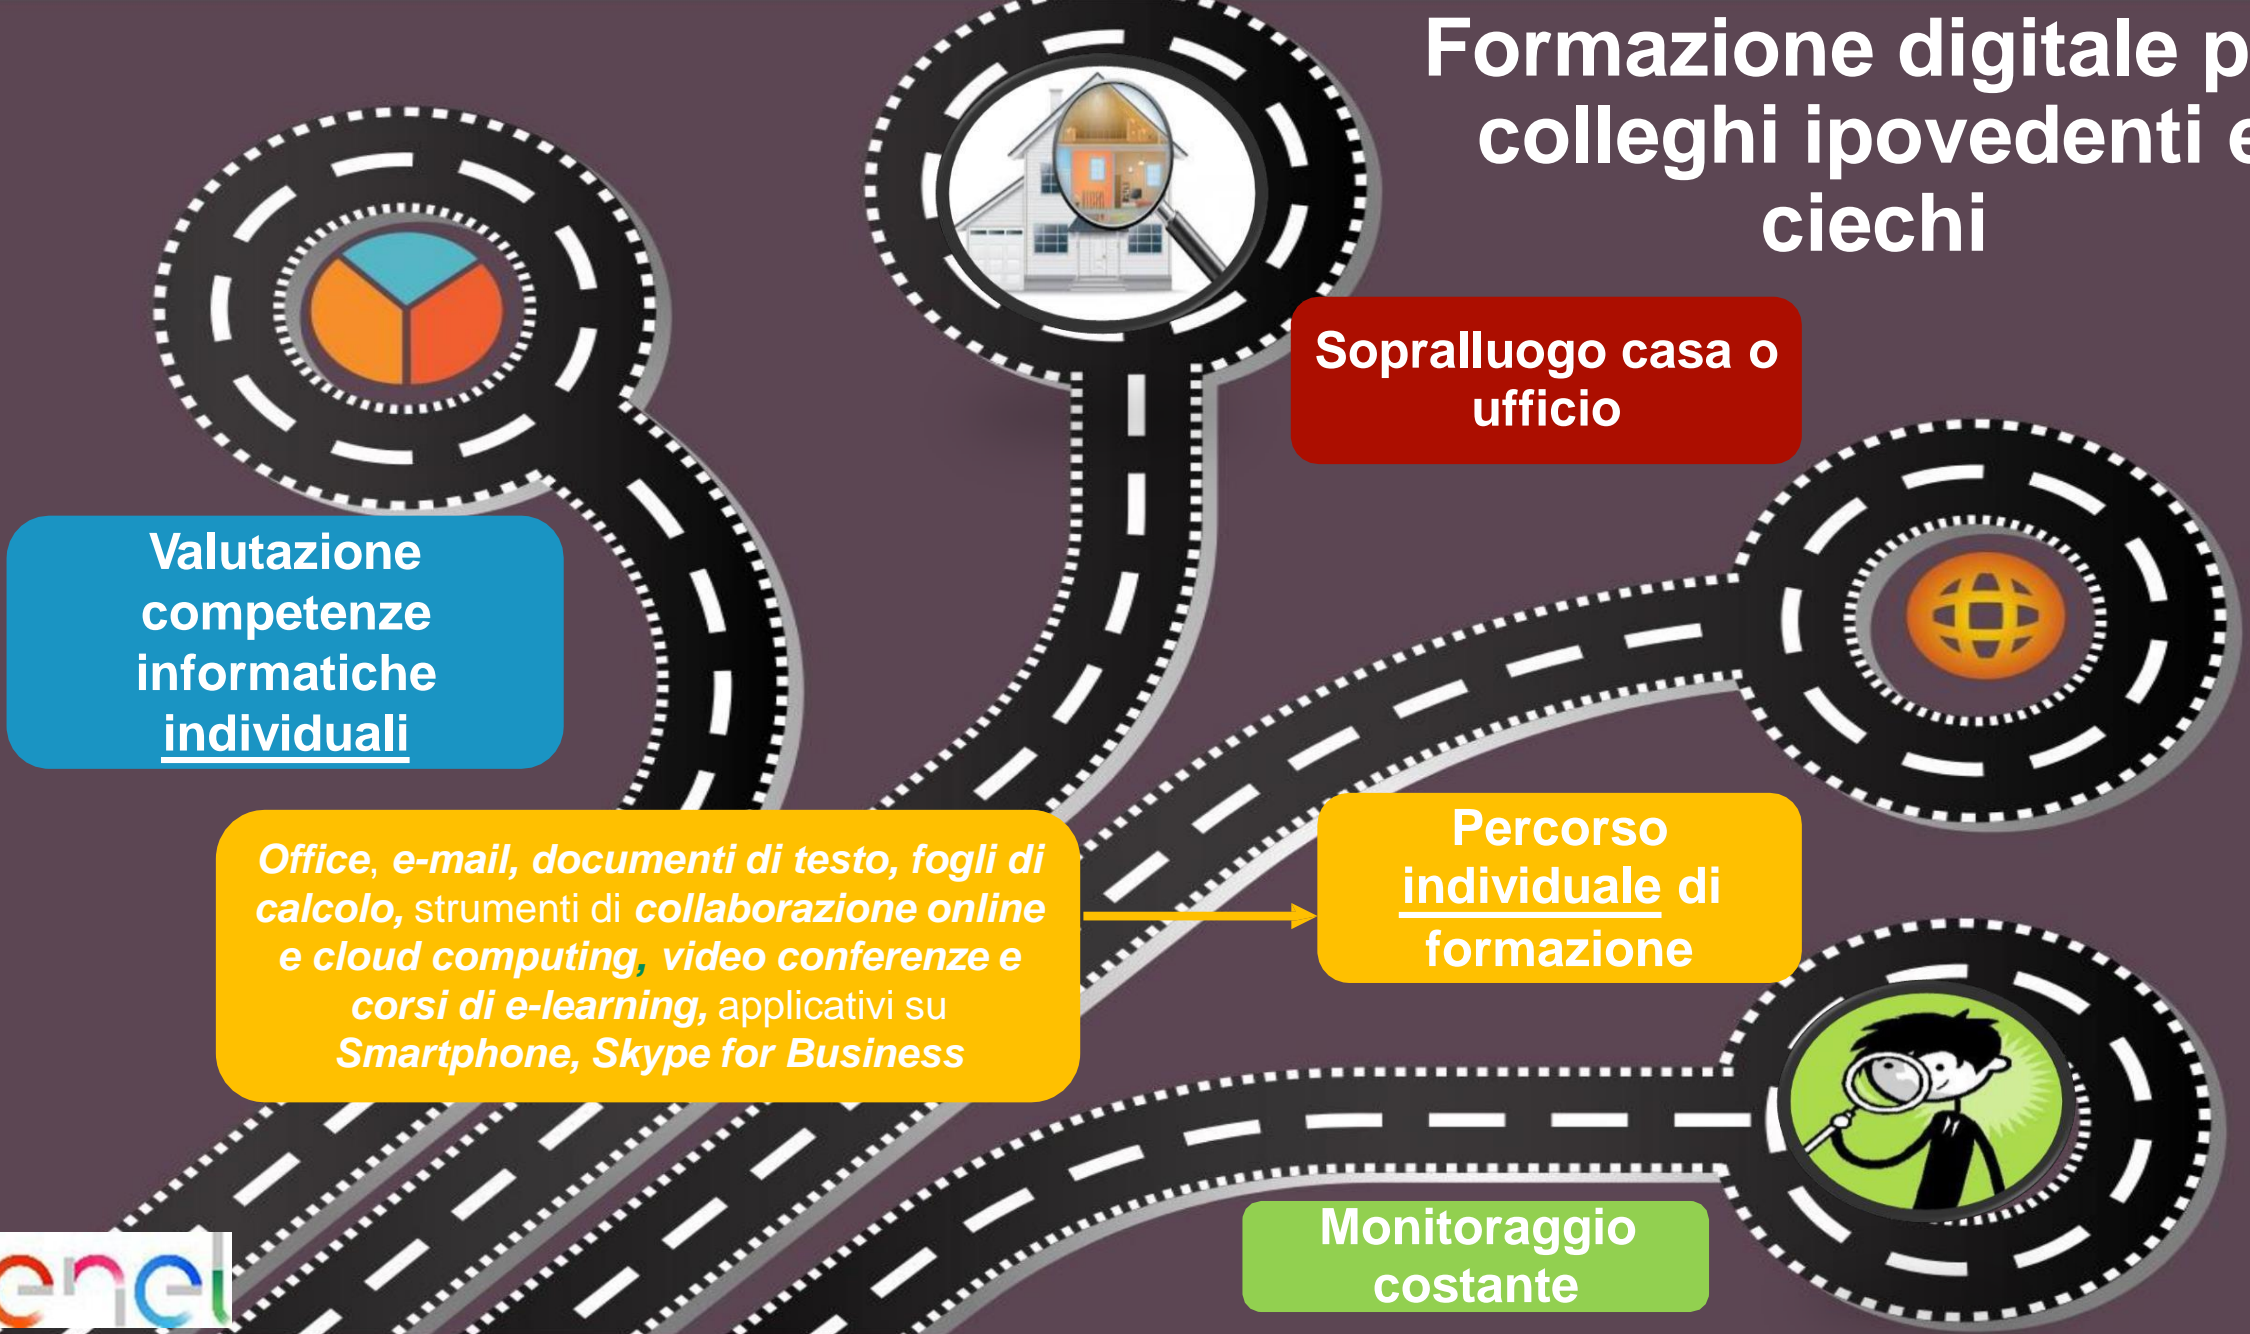 Formazione digitale p
colleghi ipovedenti e
ciechi
Sopralluogo casa o
ufficio
Valutazione
competenze
informatiche
individuali
Office, e-mail, documenti di testo, fogli di
calcolo, strumenti di collaborazione online
e cloud computing, video conferenze e
corsi di e-learning, applicativi su
Smartphone, Skype for Business
Percorso
individuale di
formazione
Monitoraggio
costante
enel